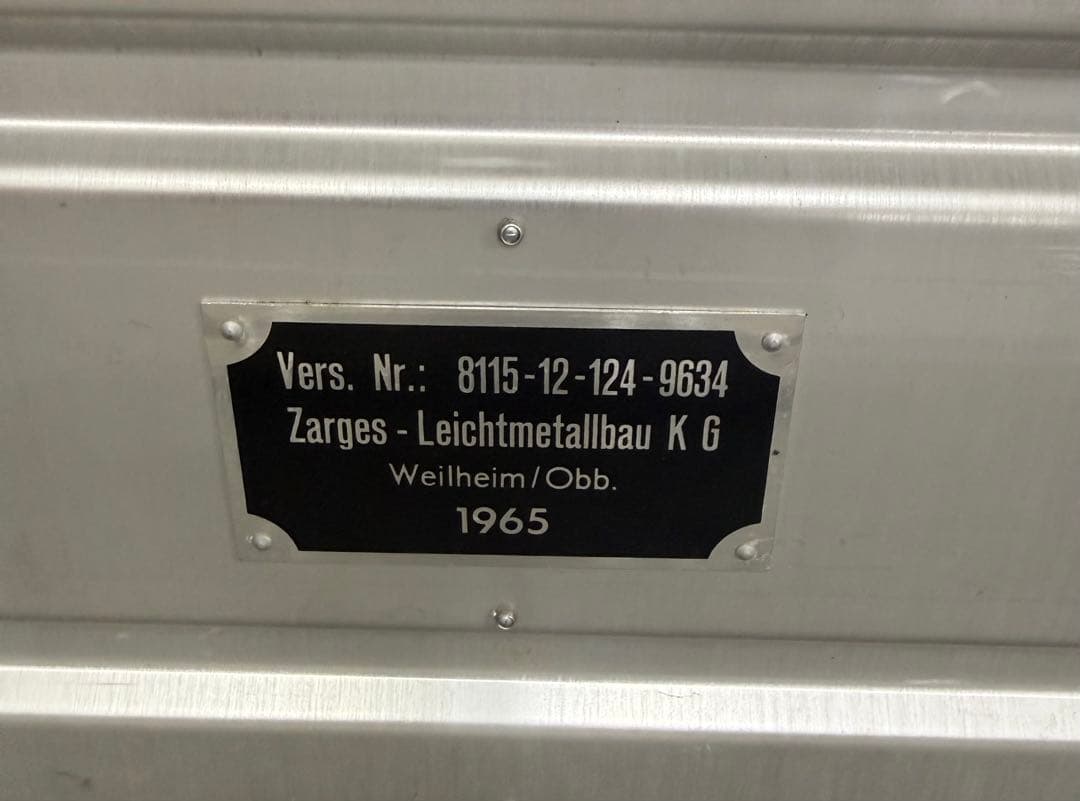 Vers. Nr.: 8115-12-124-9634
Zarges - Leichtmetallbau K G
Weilheim/Obb.
1965